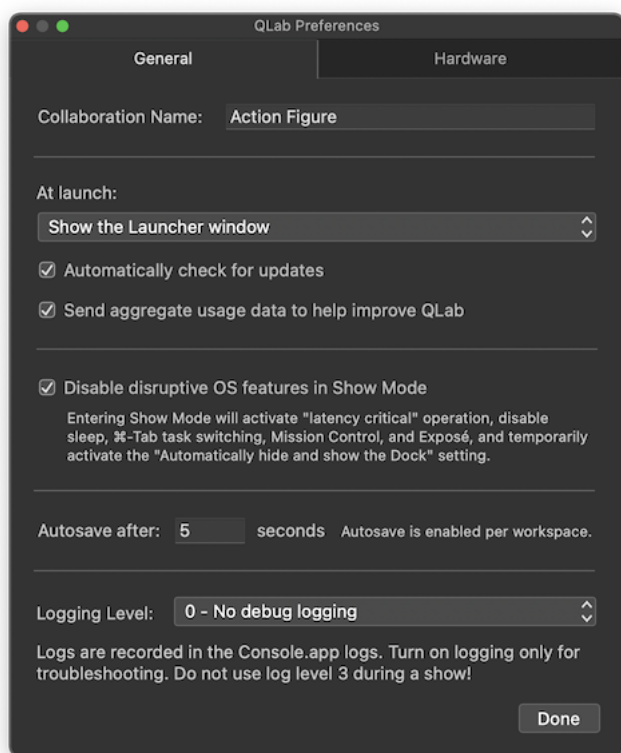 QLab Preferences
General
Hardware
Collaboration Name: Action Figure
At launch:
Show the Launcher window
Automatically check for updates
Send aggregate usage data to help improve QLab
Disable disruptive OS features in Show Mode
Entering Show Mode will activate "latency critical" operation, disable
sleep, ⌘-Tab task switching, Mission Control, and Exposé, and temporarily
activate the "Automatically hide and show the Dock" setting.
Autosave after: 5 seconds Autosave is enabled per workspace.
Logging Level: 0 - No debug logging
Logs are recorded in the Console.app logs. Turn on logging only for
troubleshooting. Do not use log level 3 during a show!
Done